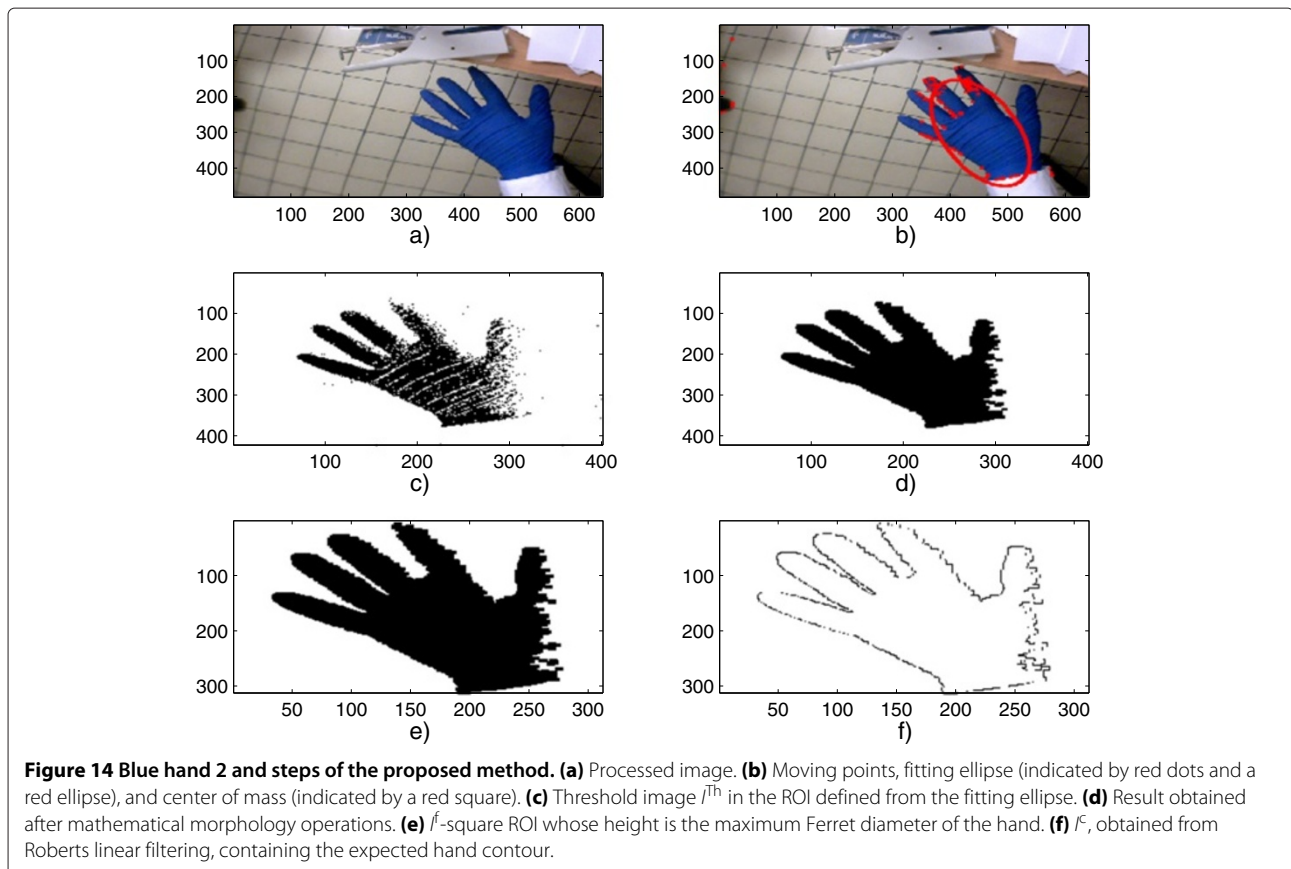 100
200
300
400
100 200 300 400 500 600
a)
100
200
300
400
100 200 300 400 500 600
b)
100
200
300
400
100 200 300 400
c)
100
200
300
400
100 200 300 400
d)
100
200
300
50 100 150 200 250 300
e)
100
200
300
50 100 150 200 250 300
f)
Figure 14 Blue hand 2 and steps of the proposed method. (a) Processed image. (b) Moving points, fitting ellipse (indicated by red dots and a
red ellipse), and center of mass (indicated by a red square). (c) Threshold image I^Th in the ROI defined from the fitting ellipse. (d) Result obtained
after mathematical morphology operations. (e) I^f-square ROI whose height is the maximum Ferret diameter of the hand. (f) I^c, obtained from
Roberts linear filtering, containing the expected hand contour.